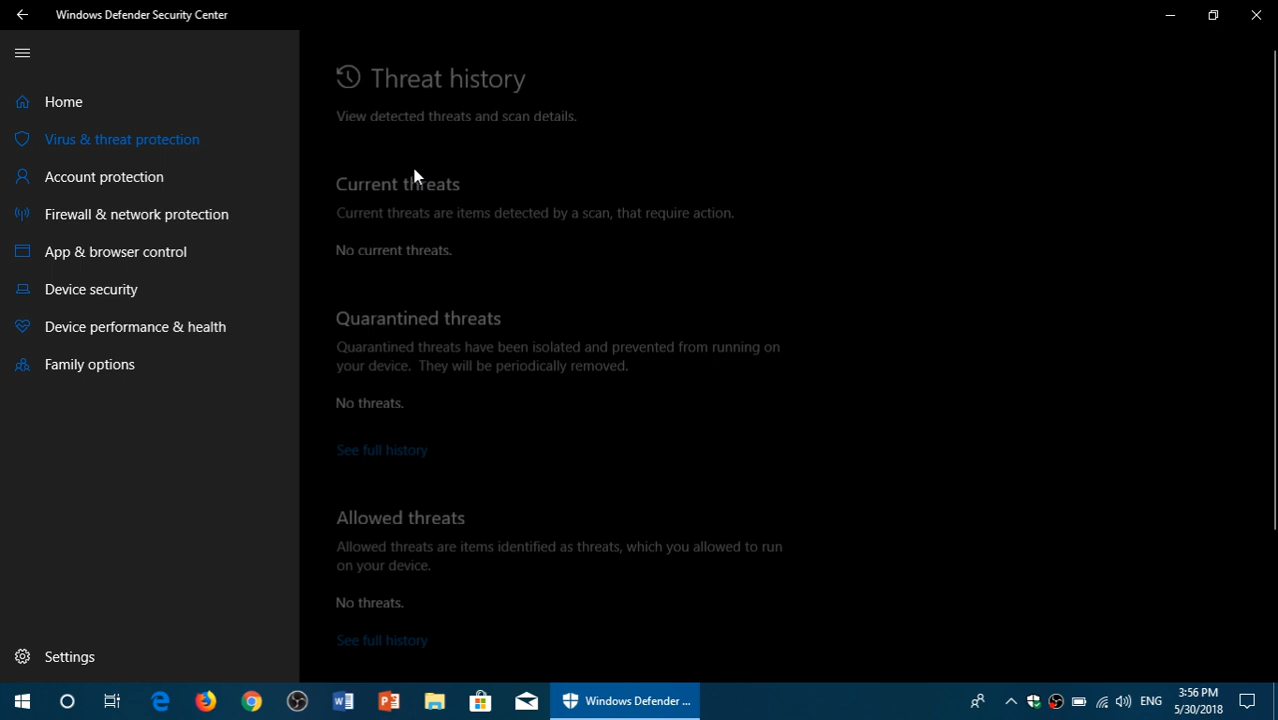 Windows Defender Security Center
Home
Virus & threat protection
Account protection
Firewall & network protection
App & browser control
Device security
Device performance & health
Family options
Settings
Threat history
View detected threats and scan details.
Current threats
Current threats are items detected by a scan, that require action.
No current threats.
Quarantined threats
Quarantined threats have been isolated and prevented from running on
your device. They will be periodically removed.
No threats.
See full history
Allowed threats
Allowed threats are items identified as threats, which you allowed to run
on your device.
No threats.
See full history
Windows Defender ...
ENG
3:56 PM
5/30/2018